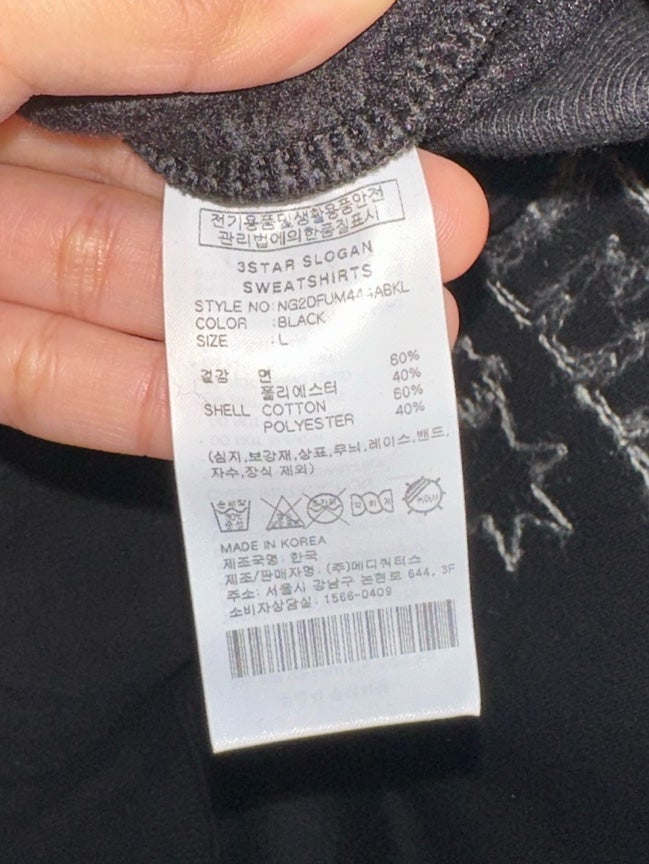 전기용품및생활용품안전
관리법에의한품질표시
3STAR SLOGAN
SWEATSHIRTS
STYLE NO: NG2DFUM444ABKL
COLOR :BLACK
SIZE :L
겉감 면 60%
폴리에스터 40%
SHELL COTTON 60%
POLYESTER 40%
(심지,보강재,상표,무늬,레이스,밴드,
자수,장식 제외)
손세탁
MADE IN KOREA
제조국명: 한국
제조/판매자명: (주)메디쿼터스
주소: 서울시 강남구 논현로 644, 3F
소비자상담실: 1566-0409